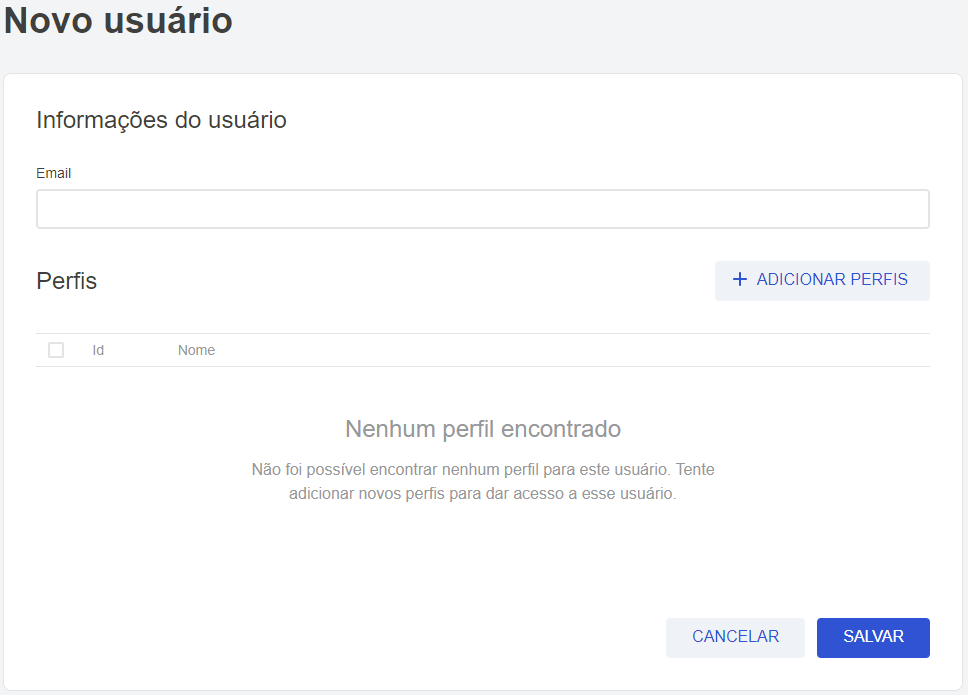 Novo usuário
Informações do usuário
Email
Perfis
+ ADICIONAR PERFIS
Id Nome
Nenhum perfil encontrado
Não foi possível encontrar nenhum perfil para este usuário. Tente
adicionar novos perfis para dar acesso a esse usuário.
CANCELAR SALVAR